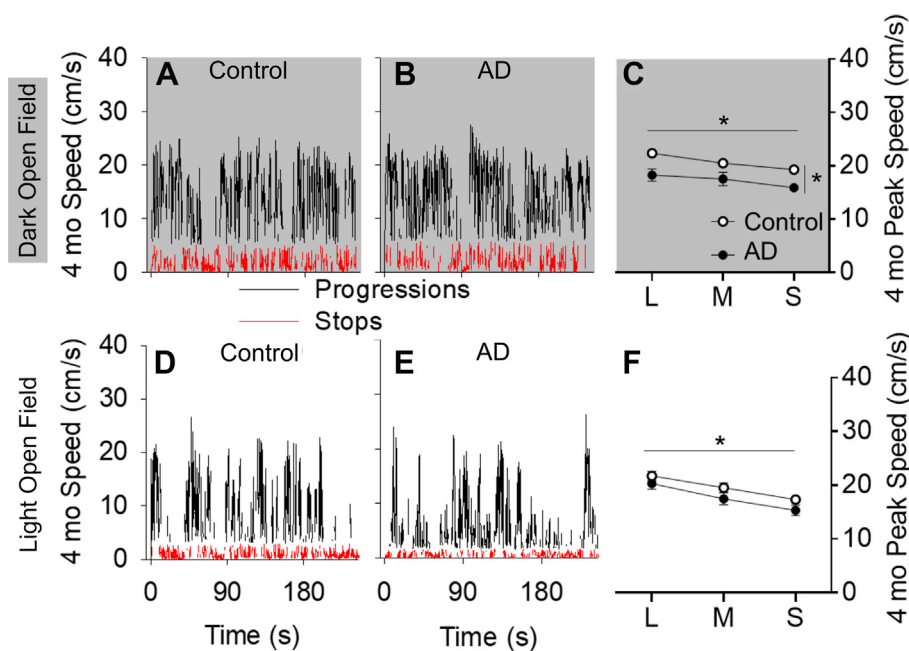 Dark Open Field
4 mo Speed (cm/s)
40
30
20
10
0
A
Control
B
AD
C
*
*
Control
AD
L
M
S
40
30
20
10
0
4 mo Peak Speed (cm/s)
Progressions
Stops
Light Open Field
4 mo Speed (cm/s)
40
30
20
10
0
D
Control
E
AD
F
*
0
90
180
Time (s)
0
90
180
Time (s)
L
M
S
40
30
20
10
0
4 mo Peak Speed (cm/s)